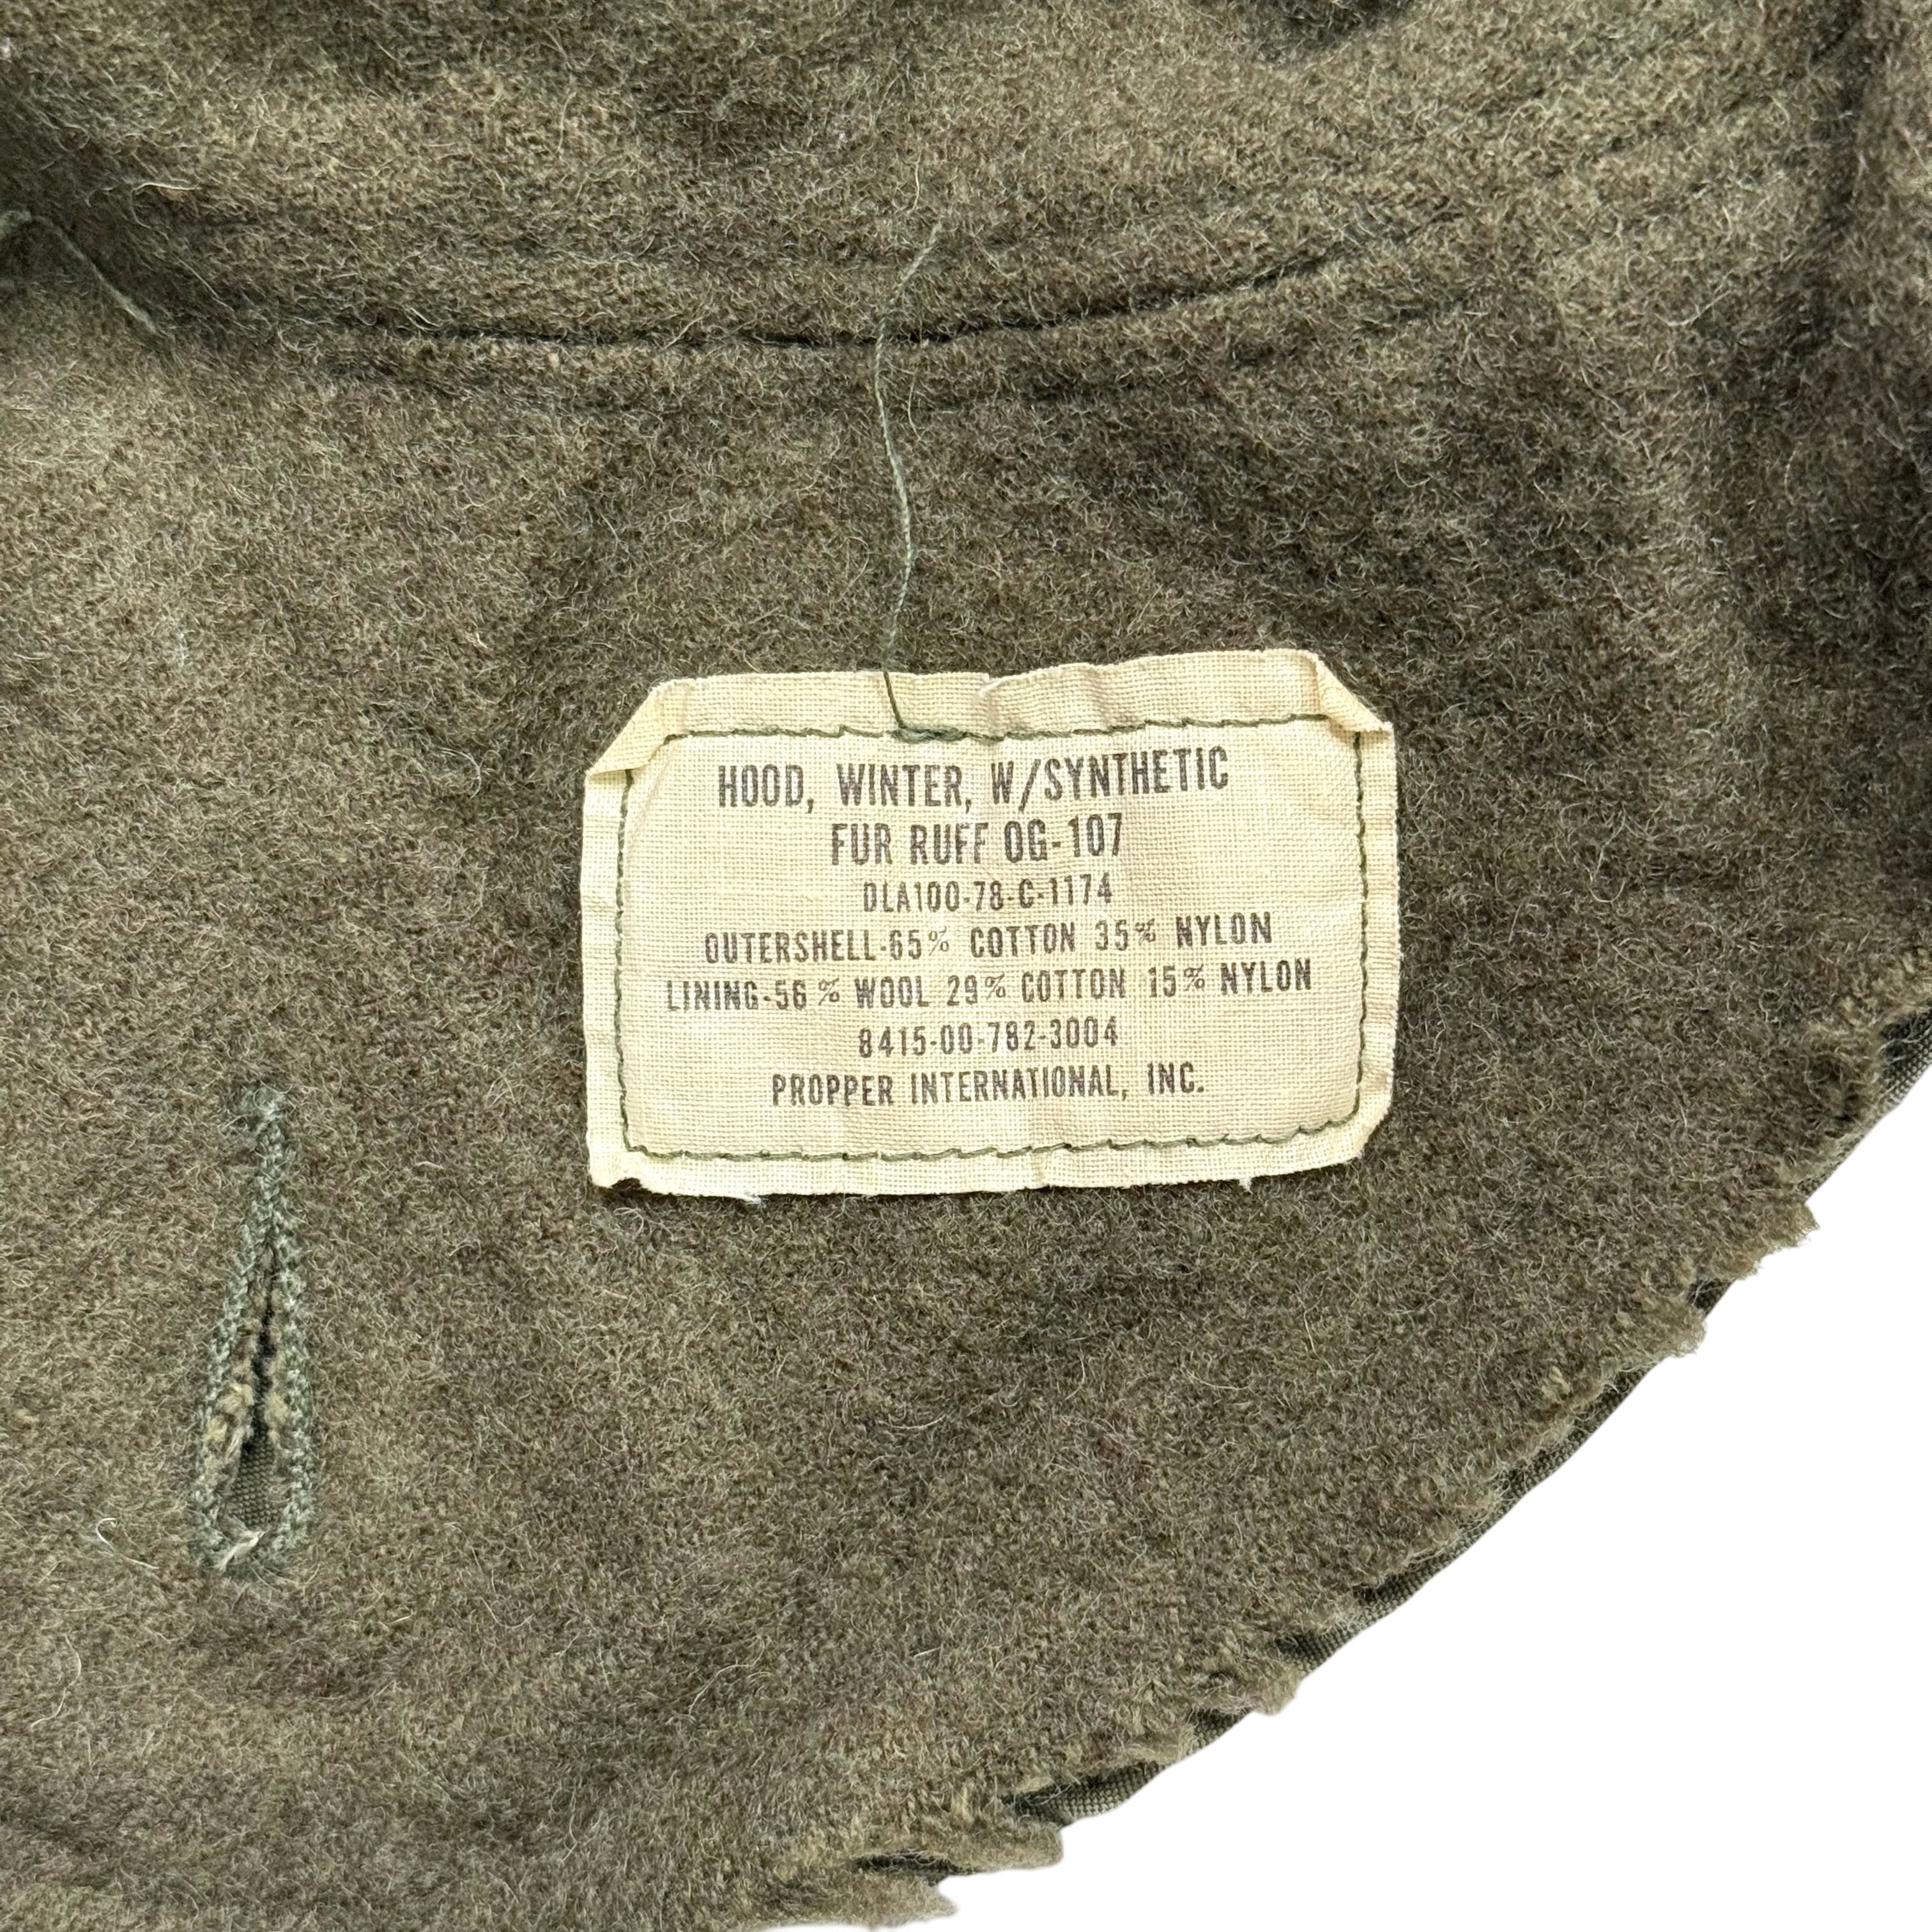 HOOD, WINTER, W/SYNTHETIC
FUR RUFF OG-107
DLA100-78-C-1174
OUTERSHELL-65% COTTON 35% NYLON
LINING-56% WOOL 29% COTTON 15% NYLON
8415-00-782-3004
PROPPER INTERNATIONAL, INC.